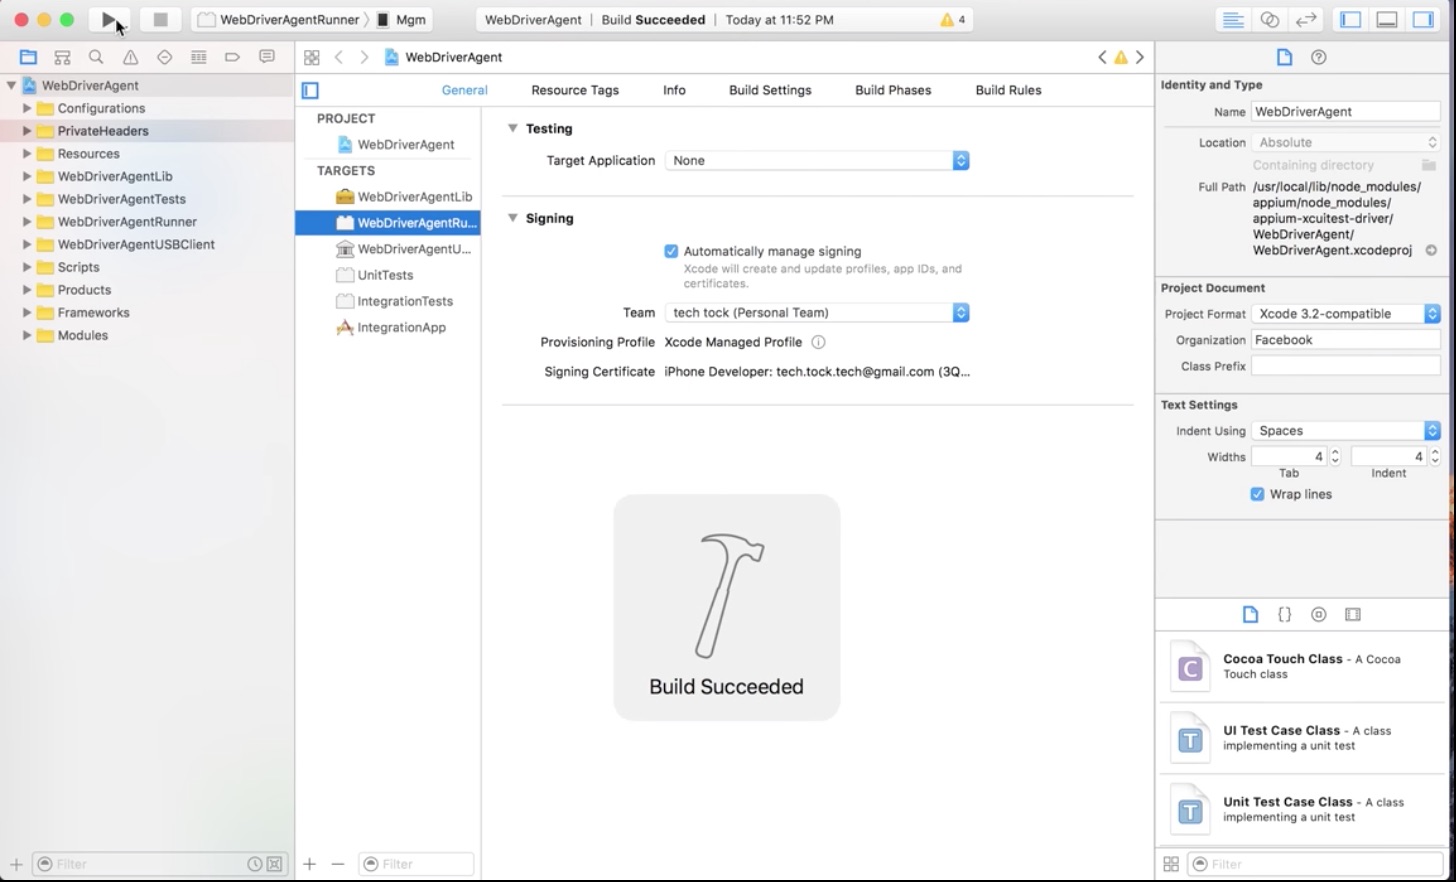 WebDriverAgentRunner
Mgm
WebDriverAgent | Build Succeeded | Today at 11:52 PM
4
WebDriverAgent
Configurations
PrivateHeaders
Resources
WebDriverAgentLib
WebDriverAgentTests
WebDriverAgentRunner
WebDriverAgentUSBClient
Scripts
Products
Frameworks
Modules
Filter
WebDriverAgent
General Resource Tags Info Build Settings Build Phases Build Rules
PROJECT
WebDriverAgent
TARGETS
WebDriverAgentLib
WebDriverAgentRu...
WebDriverAgentU...
UnitTests
IntegrationTests
IntegrationApp
Filter
Testing
Target Application None
Signing
Automatically manage signing
Xcode will create and update profiles, app IDs, and
certificates.
Team tech tock (Personal Team)
Provisioning Profile Xcode Managed Profile
Signing Certificate iPhone Developer: tech.tock.tech@gmail.com (3Q...
Build Succeeded
Identity and Type
Name WebDriverAgent
Location Absolute
Containing directory
Full Path /usr/local/lib/node_modules/
appium/node_modules/
appium-xcuitest-driver/
WebDriverAgent/
WebDriverAgent.xcodeproj
Project Document
Project Format Xcode 3.2-compatible
Organization Facebook
Class Prefix
Text Settings
Indent Using Spaces
Widths 4 4
Tab Indent
Wrap lines
{}
C
Cocoa Touch Class - A Cocoa
Touch class
T
UI Test Case Class - A class
implementing a unit test
T
Unit Test Case Class - A class
implementing a unit test
Filter